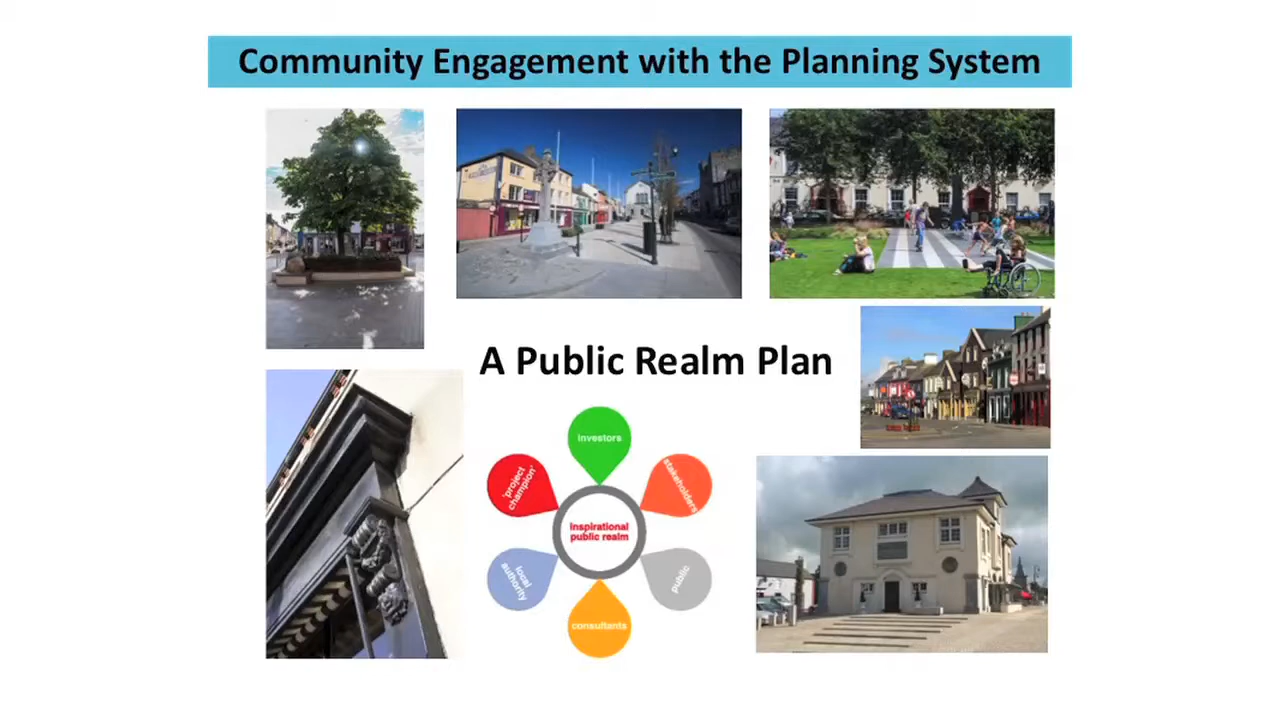 Community Engagement with the Planning System
A Public Realm Plan
investors
'project
champion'
stakeholders
inspirational
public realm
local
authority
public
consultants